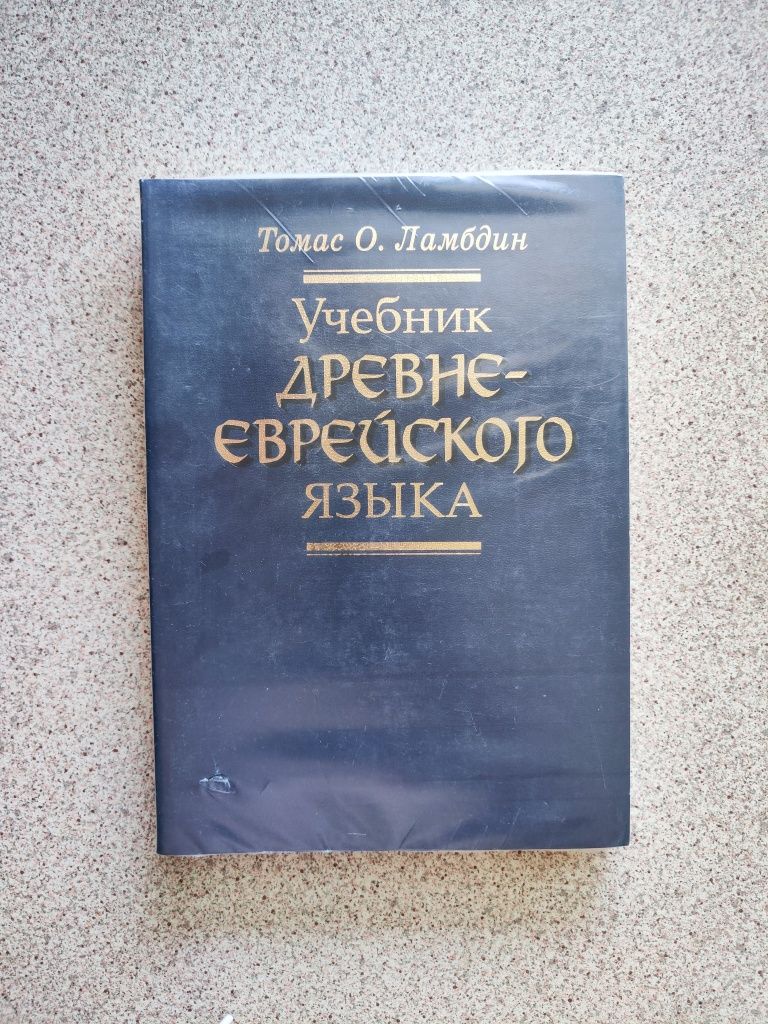 Томас О. Ламбдин
Учебник
ДРЕВНЕ-
ЕВРЕЙСКОГО
ЯЗЫКА